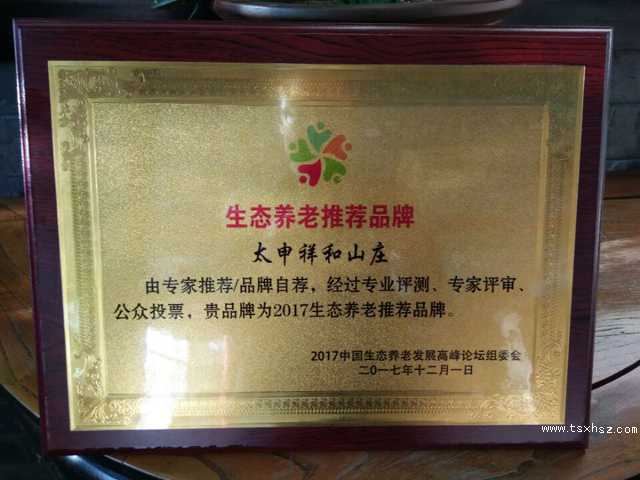 生态养老推荐品牌
太申祥和山庄
由专家推荐/品牌自荐，经过专业评测、专家评审、
公众投票，贵品牌为2017生态养老推荐品牌。
2017中国生态养老发展高峰论坛组委会
二〇一七年十二月一日
www.tsxhsz.com